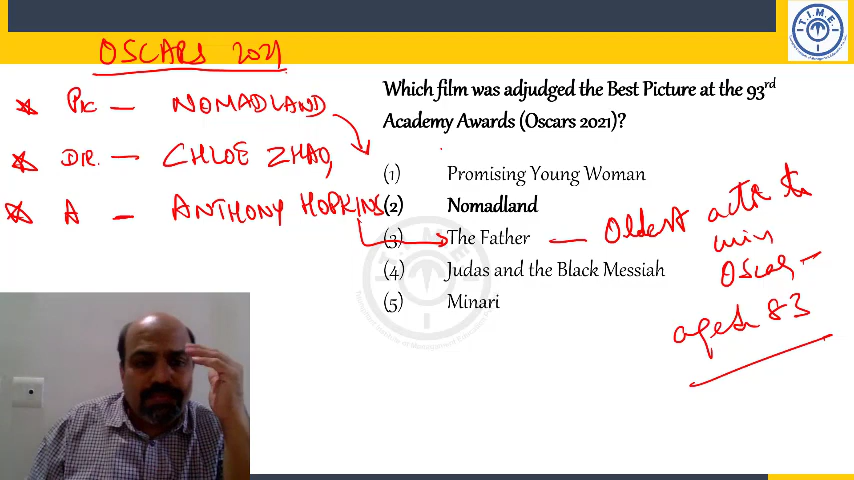 OSCARS 2021
PIC — NOMADLAND
DIR. — CHLOE ZHAO,
A — ANTHONY HOPKINS
T.I.M.E.
Which film was adjudged the Best Picture at the 93rd
Academy Awards (Oscars 2021)?
(1) Promising Young Woman
(2) Nomadland
(3) The Father — Oldest actor to
win
Oscar —
aged 83
(4) Judas and the Black Messiah
(5) Minari